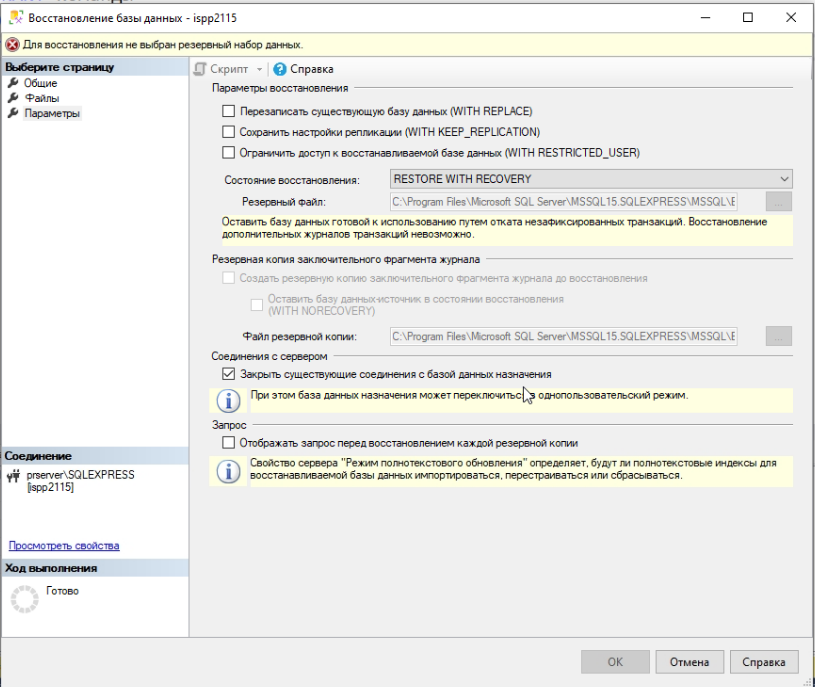 Восстановление базы данных - ispp2115
Для восстановления не выбран резервный набор данных.
Выберите страницу
Общие
Файлы
Параметры
Скрипт
Справка
Параметры восстановления
Перезаписать существующую базу данных (WITH REPLACE)
Сохранить настройки репликации (WITH KEEP_REPLICATION)
Ограничить доступ к восстанавливаемой базе данных (WITH RESTRICTED_USER)
Состояние восстановления:
RESTORE WITH RECOVERY
Резервный файл:
C:\Program Files\Microsoft SQL Server\MSSQL15.SQLEXPRESS\MSSQL\E
...
Оставить базу данных готовой к использованию путем отката незафиксированных транзакций. Восстановление
дополнительных журналов транзакций невозможно.
Резервная копия заключительного фрагмента журнала
Создать резервную копию заключительного фрагмента журнала до восстановления
Оставить базу данных-источник в состоянии восстановления
(WITH NORECOVERY)
Файл резервной копии:
C:\Program Files\Microsoft SQL Server\MSSQL15.SQLEXPRESS\MSSQL\E
...
Соединения с сервером
Закрыть существующие соединения с базой данных назначения
При этом база данных назначения может переключиться в однопользовательский режим.
Запрос
Отображать запрос перед восстановлением каждой резервной копии
Свойство сервера "Режим полнотекстового обновления" определяет, будут ли полнотекстовые индексы для
восстанавливаемой базы данных импортироваться, перестраиваться или сбрасываться.
Соединение
prserver\SQLEXPRESS
[ispp2115]
Просмотреть свойства
Ход выполнения
Готово
OK
Отмена
Справка